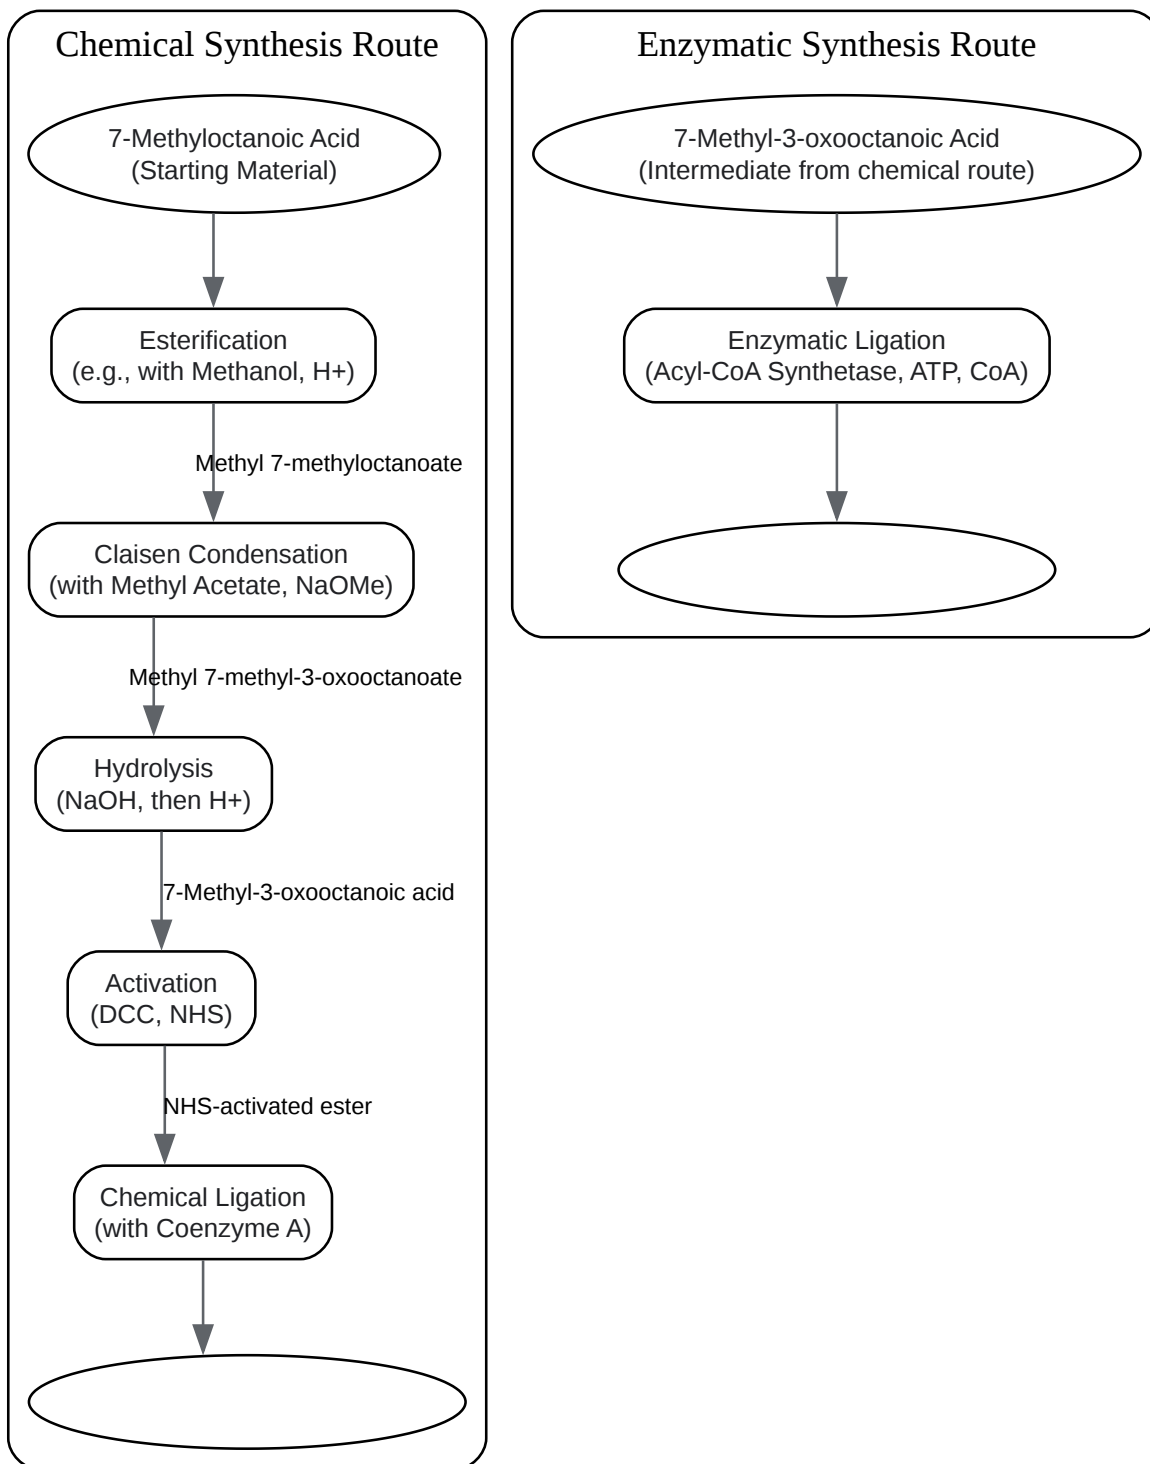 Chemical Synthesis Route
7-Methyloctanoic Acid
(Starting Material)
Esterification
(e.g., with Methanol, H+)
Methyl 7-methyloctanoate
Claisen Condensation
(with Methyl Acetate, NaOMe)
Methyl 7-methyl-3-oxooctanoate
Hydrolysis
(NaOH, then H+)
7-Methyl-3-oxooctanoic acid
Activation
(DCC, NHS)
NHS-activated ester
Chemical Ligation
(with Coenzyme A)
Enzymatic Synthesis Route
7-Methyl-3-oxooctanoic Acid
(Intermediate from chemical route)
Enzymatic Ligation
(Acyl-CoA Synthetase, ATP, CoA)